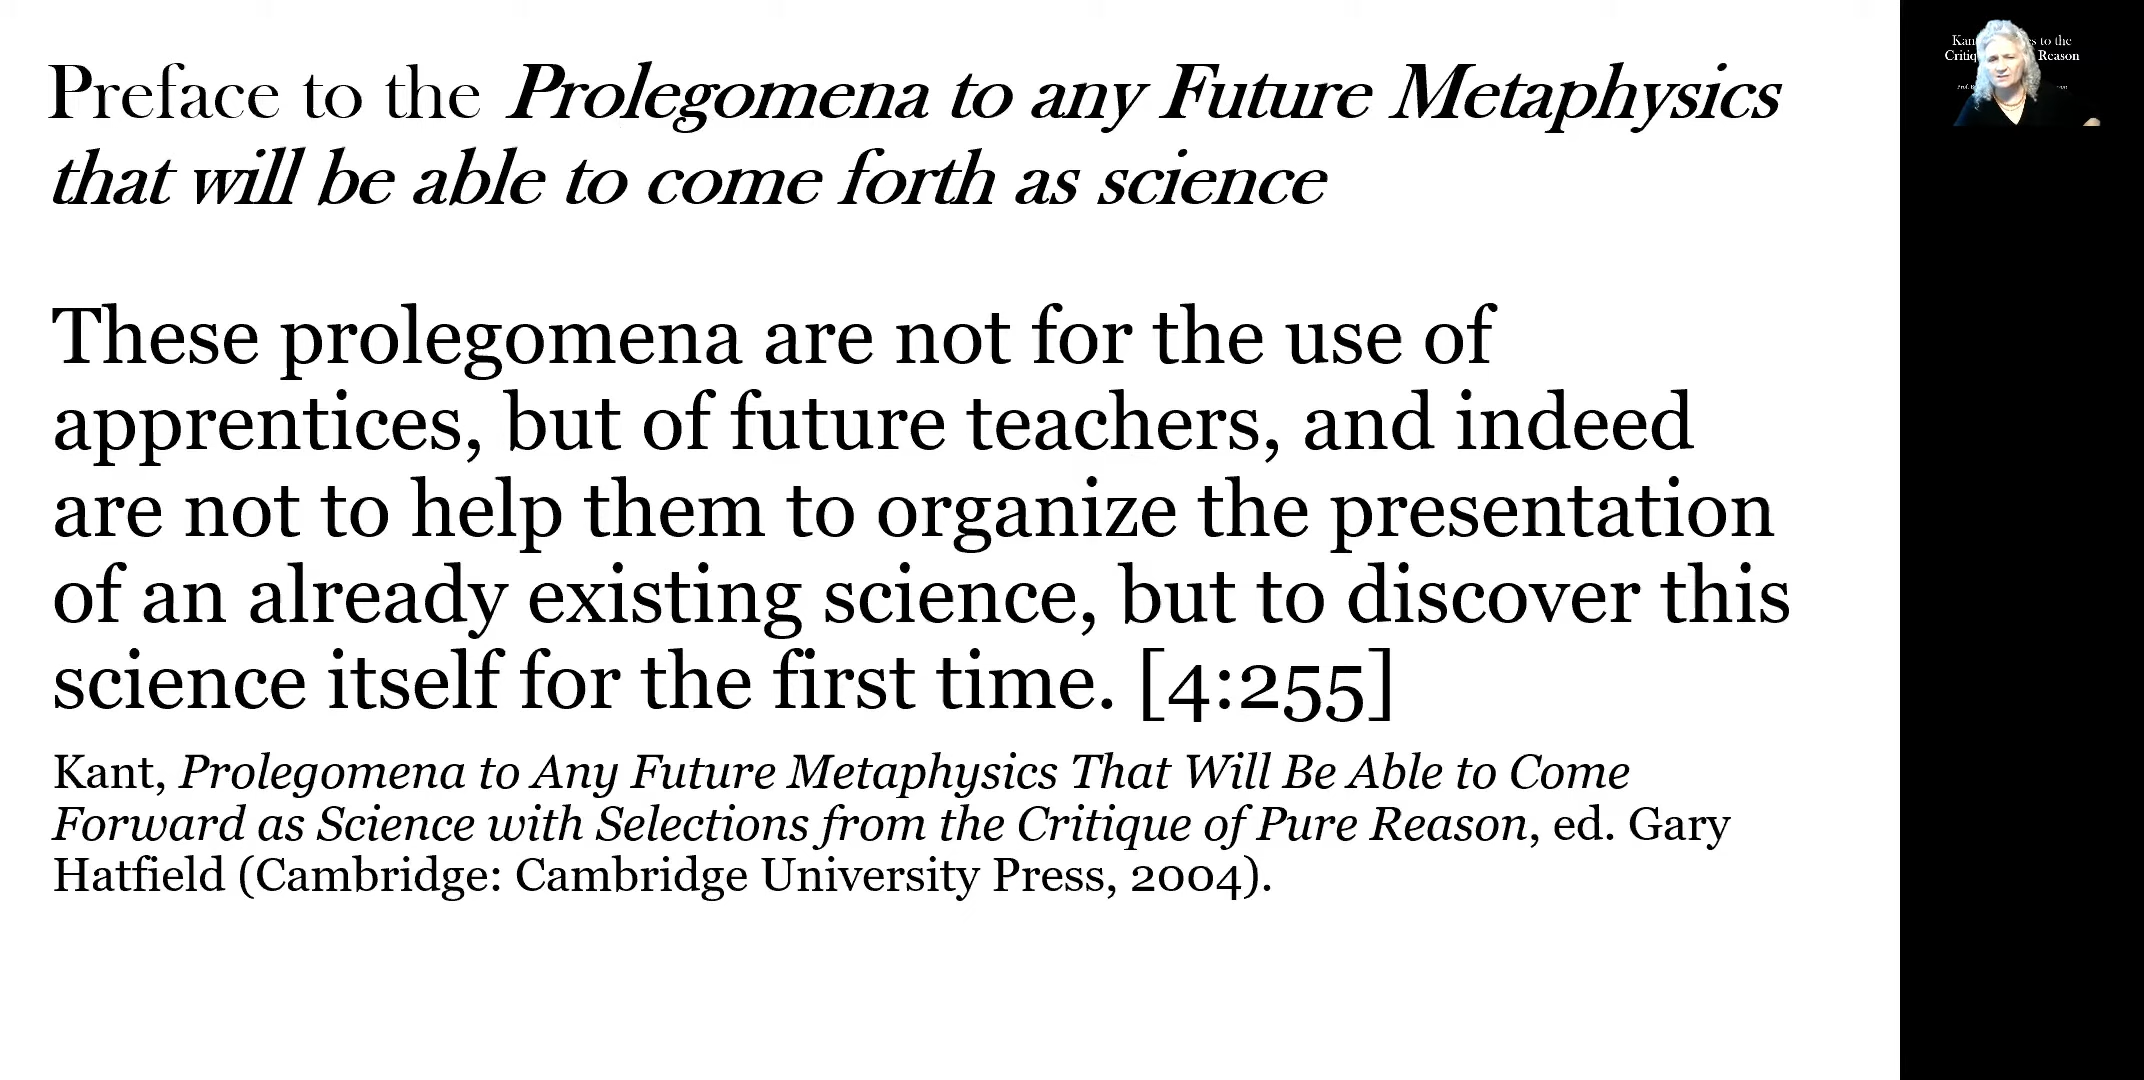 Preface to the Prolegomena to any Future Metaphysics
that will be able to come forth as science
These prolegomena are not for the use of
apprentices, but of future teachers, and indeed
are not to help them to organize the presentation
of an already existing science, but to discover this
science itself for the first time. [4:255]
Kant, Prolegomena to Any Future Metaphysics That Will Be Able to Come
Forward as Science with Selections from the Critique of Pure Reason, ed. Gary
Hatfield (Cambridge: Cambridge University Press, 2004).
to the
Reason